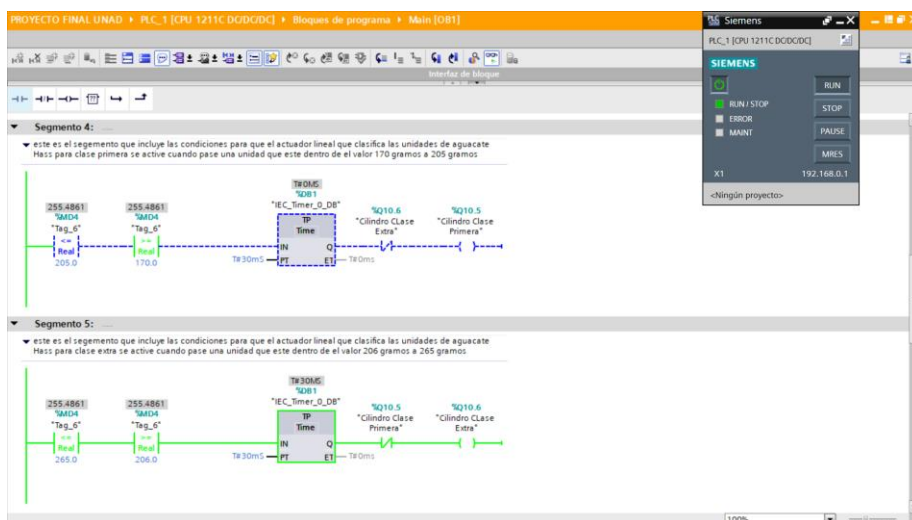 PROYECTO FINAL UNAD ▸ PLC_1 [CPU 1211C DC/DC/DC] ▸ Bloques de programa ▸ Main [OB1]
Interfaz de bloque
Segmento 4:
este es el segemento que incluye las condiciones para que el actuador lineal que clasifica las unidades de aguacate
Hass para clase primera se active cuando pase una unidad que este dentro de el valor 170 gramos a 205 gramos
T#0MS
%DB1
"IEC_Timer_0_DB"
255.4861 255.4861
%MD4 %MD4
"Tag_6" "Tag_6"
TP
Time
%Q10.6 %Q10.5
"Cilindro CLase Extra" "Cilindro Clase Primera"
<= >=
Real Real
205.0 170.0
IN Q
T#30mS PT ET T#0ms
Segmento 5:
este es el segemento que incluye las condiciones para que el actuador lineal que clasifica las unidades de aguacate
Hass para clase extra se active cuando pase una unidad que este dentro de el valor 206 gramos a 265 gramos
T#30MS
%DB1
"IEC_Timer_0_DB"
255.4861 255.4861
%MD4 %MD4
"Tag_6" "Tag_6"
TP
Time
%Q10.5 %Q10.6
"Cilindro Clase Primera" "Cilindro CLase Extra"
<= >=
Real Real
265.0 206.0
IN Q
T#30mS PT ET T#0ms
100%
Siemens
PLC_1 [CPU 1211C DC/DC/DC]
SIEMENS
RUN
RUN / STOP
STOP
ERROR
MAINT
PAUSE
MRES
X1 192.168.0.1
<Ningún proyecto>